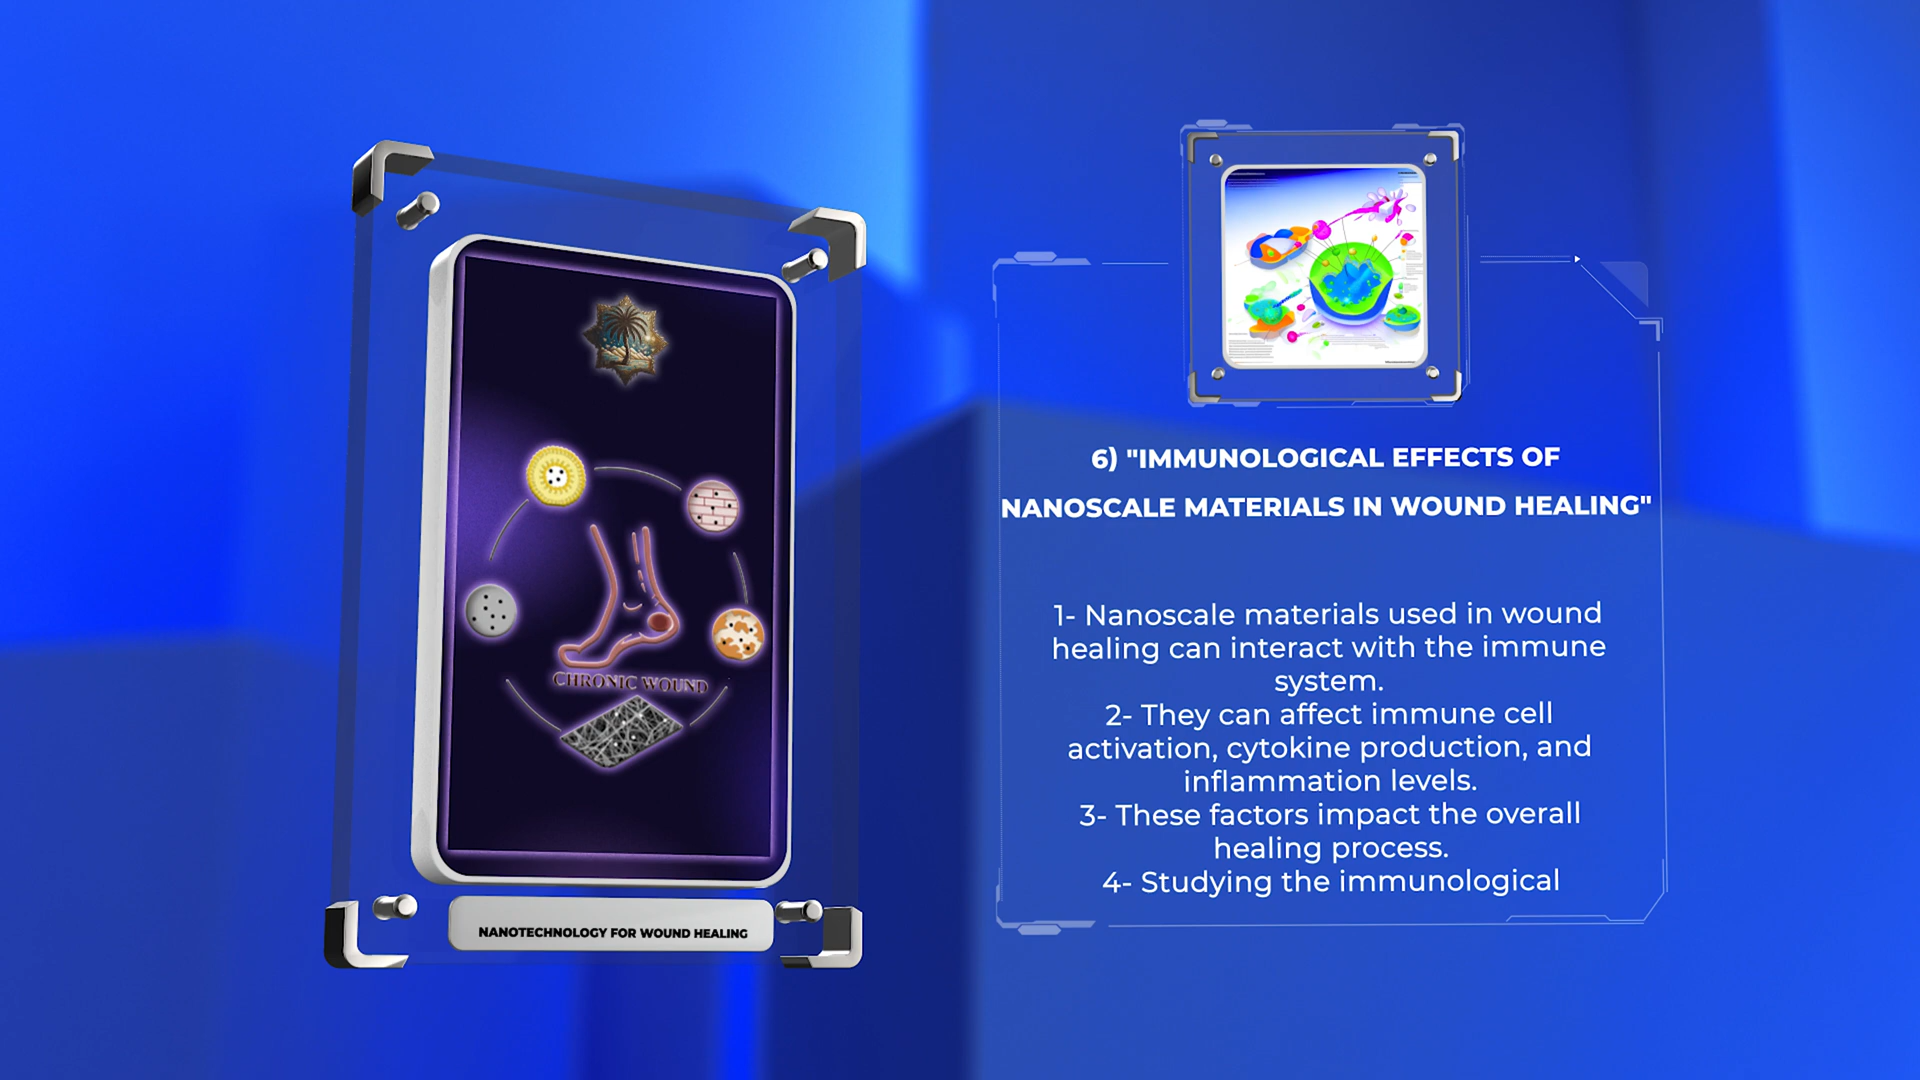 CHRONIC WOUND
NANOTECHNOLOGY FOR WOUND HEALING
6) "IMMUNOLOGICAL EFFECTS OF
NANOSCALE MATERIALS IN WOUND HEALING"
1- Nanoscale materials used in wound
healing can interact with the immune
system.
2- They can affect immune cell
activation, cytokine production, and
inflammation levels.
3- These factors impact the overall
healing process.
4- Studying the immunological